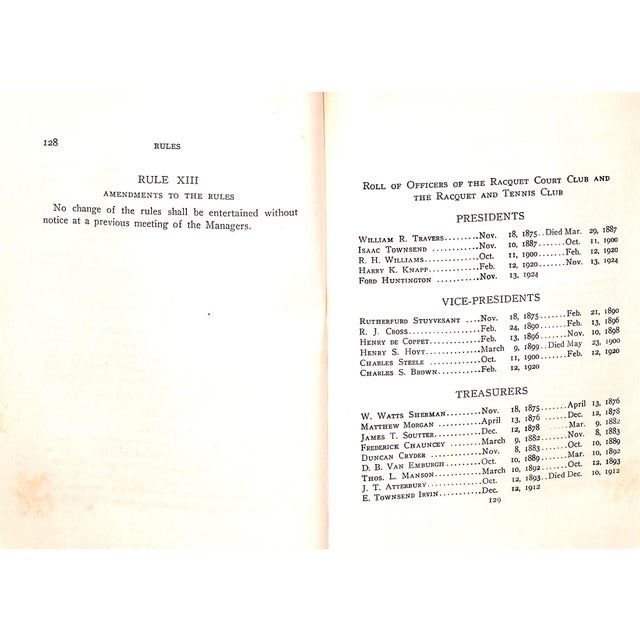 128
RULES
RULE XIII
AMENDMENTS TO THE RULES
No change of the rules shall be entertained without
notice at a previous meeting of the Managers.
ROLL OF OFFICERS OF THE RACQUET COURT CLUB AND
THE RACQUET AND TENNIS CLUB
PRESIDENTS
WILLIAM R. TRAVERS........Nov. 18, 1875..Died Mar. 29, 1887
ISAAC TOWNSEND ...........Nov. 10, 1887.......Oct. 11, 1900
R. H. WILLIAMS............Oct. 11, 1900.......Feb. 12, 1920
HARRY K. KNAPP............Feb. 12, 1920.......Nov. 13, 1924
FORD HUNTINGTON ..........Nov. 13, 1924
VICE-PRESIDENTS
RUTHERFURD STUYVESANT ....Nov. 18, 1875.......Feb. 21, 1890
R. J. CROSS...............Feb. 24, 1890.......Feb. 13, 1896
HENRY DE COPPET...........Feb. 13, 1896.......Nov. 10, 1898
HENRY S. HOYT.............March 9, 1899..Died May 23, 1900
CHARLES STEELE ...........Oct. 11, 1900.......Feb. 12, 1920
CHARLES S. BROWN..........Feb. 12, 1920
TREASURERS
W. WATTS SHERMAN..........Nov. 18, 1875.......April 13, 1876
MATTHEW MORGAN ...........April 13, 1876 ......Dec. 12, 1878
JAMES T. SOUTTER..........Dec. 12, 1878 ......Mar. 9, 1882
FREDERICK CHAUNCEY .......March 9, 1882.......Nov. 8, 1883
DUNCAN CRYDER ............Nov. 8, 1883.......Oct. 10, 1889
D. B. VAN EMBURGH.........Oct. 10, 1889.......Mar. 10, 1892
THOS. L. MANSON...........March 10, 1892.......Oct. 12, 1893
J. T. ATTERBURY...........Oct. 12, 1893..Died Dec. 10, 1912
E. TOWNSEND IRVIN.........Dec. 12, 1912
129